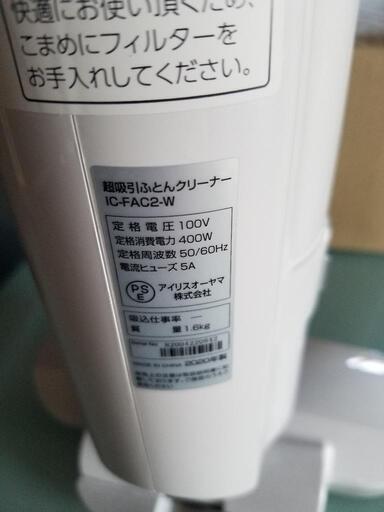 快適にお使い頂くため、
こまめにフィルターを
お手入れしてください。
超吸引ふとんクリーナー
IC-FAC2-W
定格電圧 100V
定格消費電力 400W
定格周波数 50/60Hz
電流ヒューズ 5A
PSE
アイリスオーヤマ
株式会社
吸込仕事率 —
質量 1.6kg
Serial No.
MADE IN CHINA 2020年製